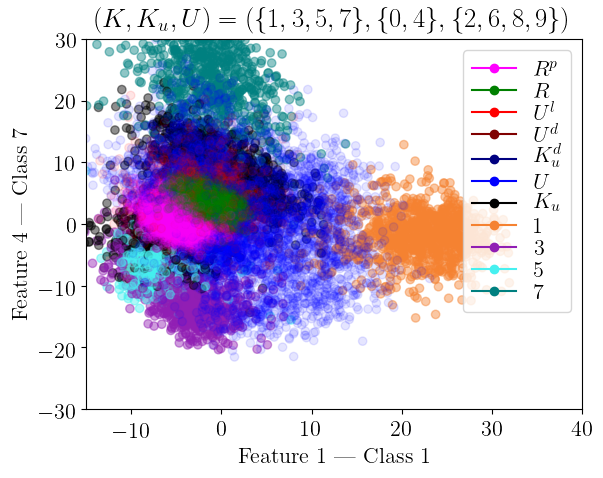 (K, K_u, U) = ({1, 3, 5, 7}, {0, 4}, {2, 6, 8, 9})
Feature 4 — Class 7
30
20
10
0
−10
−20
−30
R^p
R
U^l
U^d
K_u^d
U
K_u
1
3
5
7
−10
0
10
20
30
40
Feature 1 — Class 1